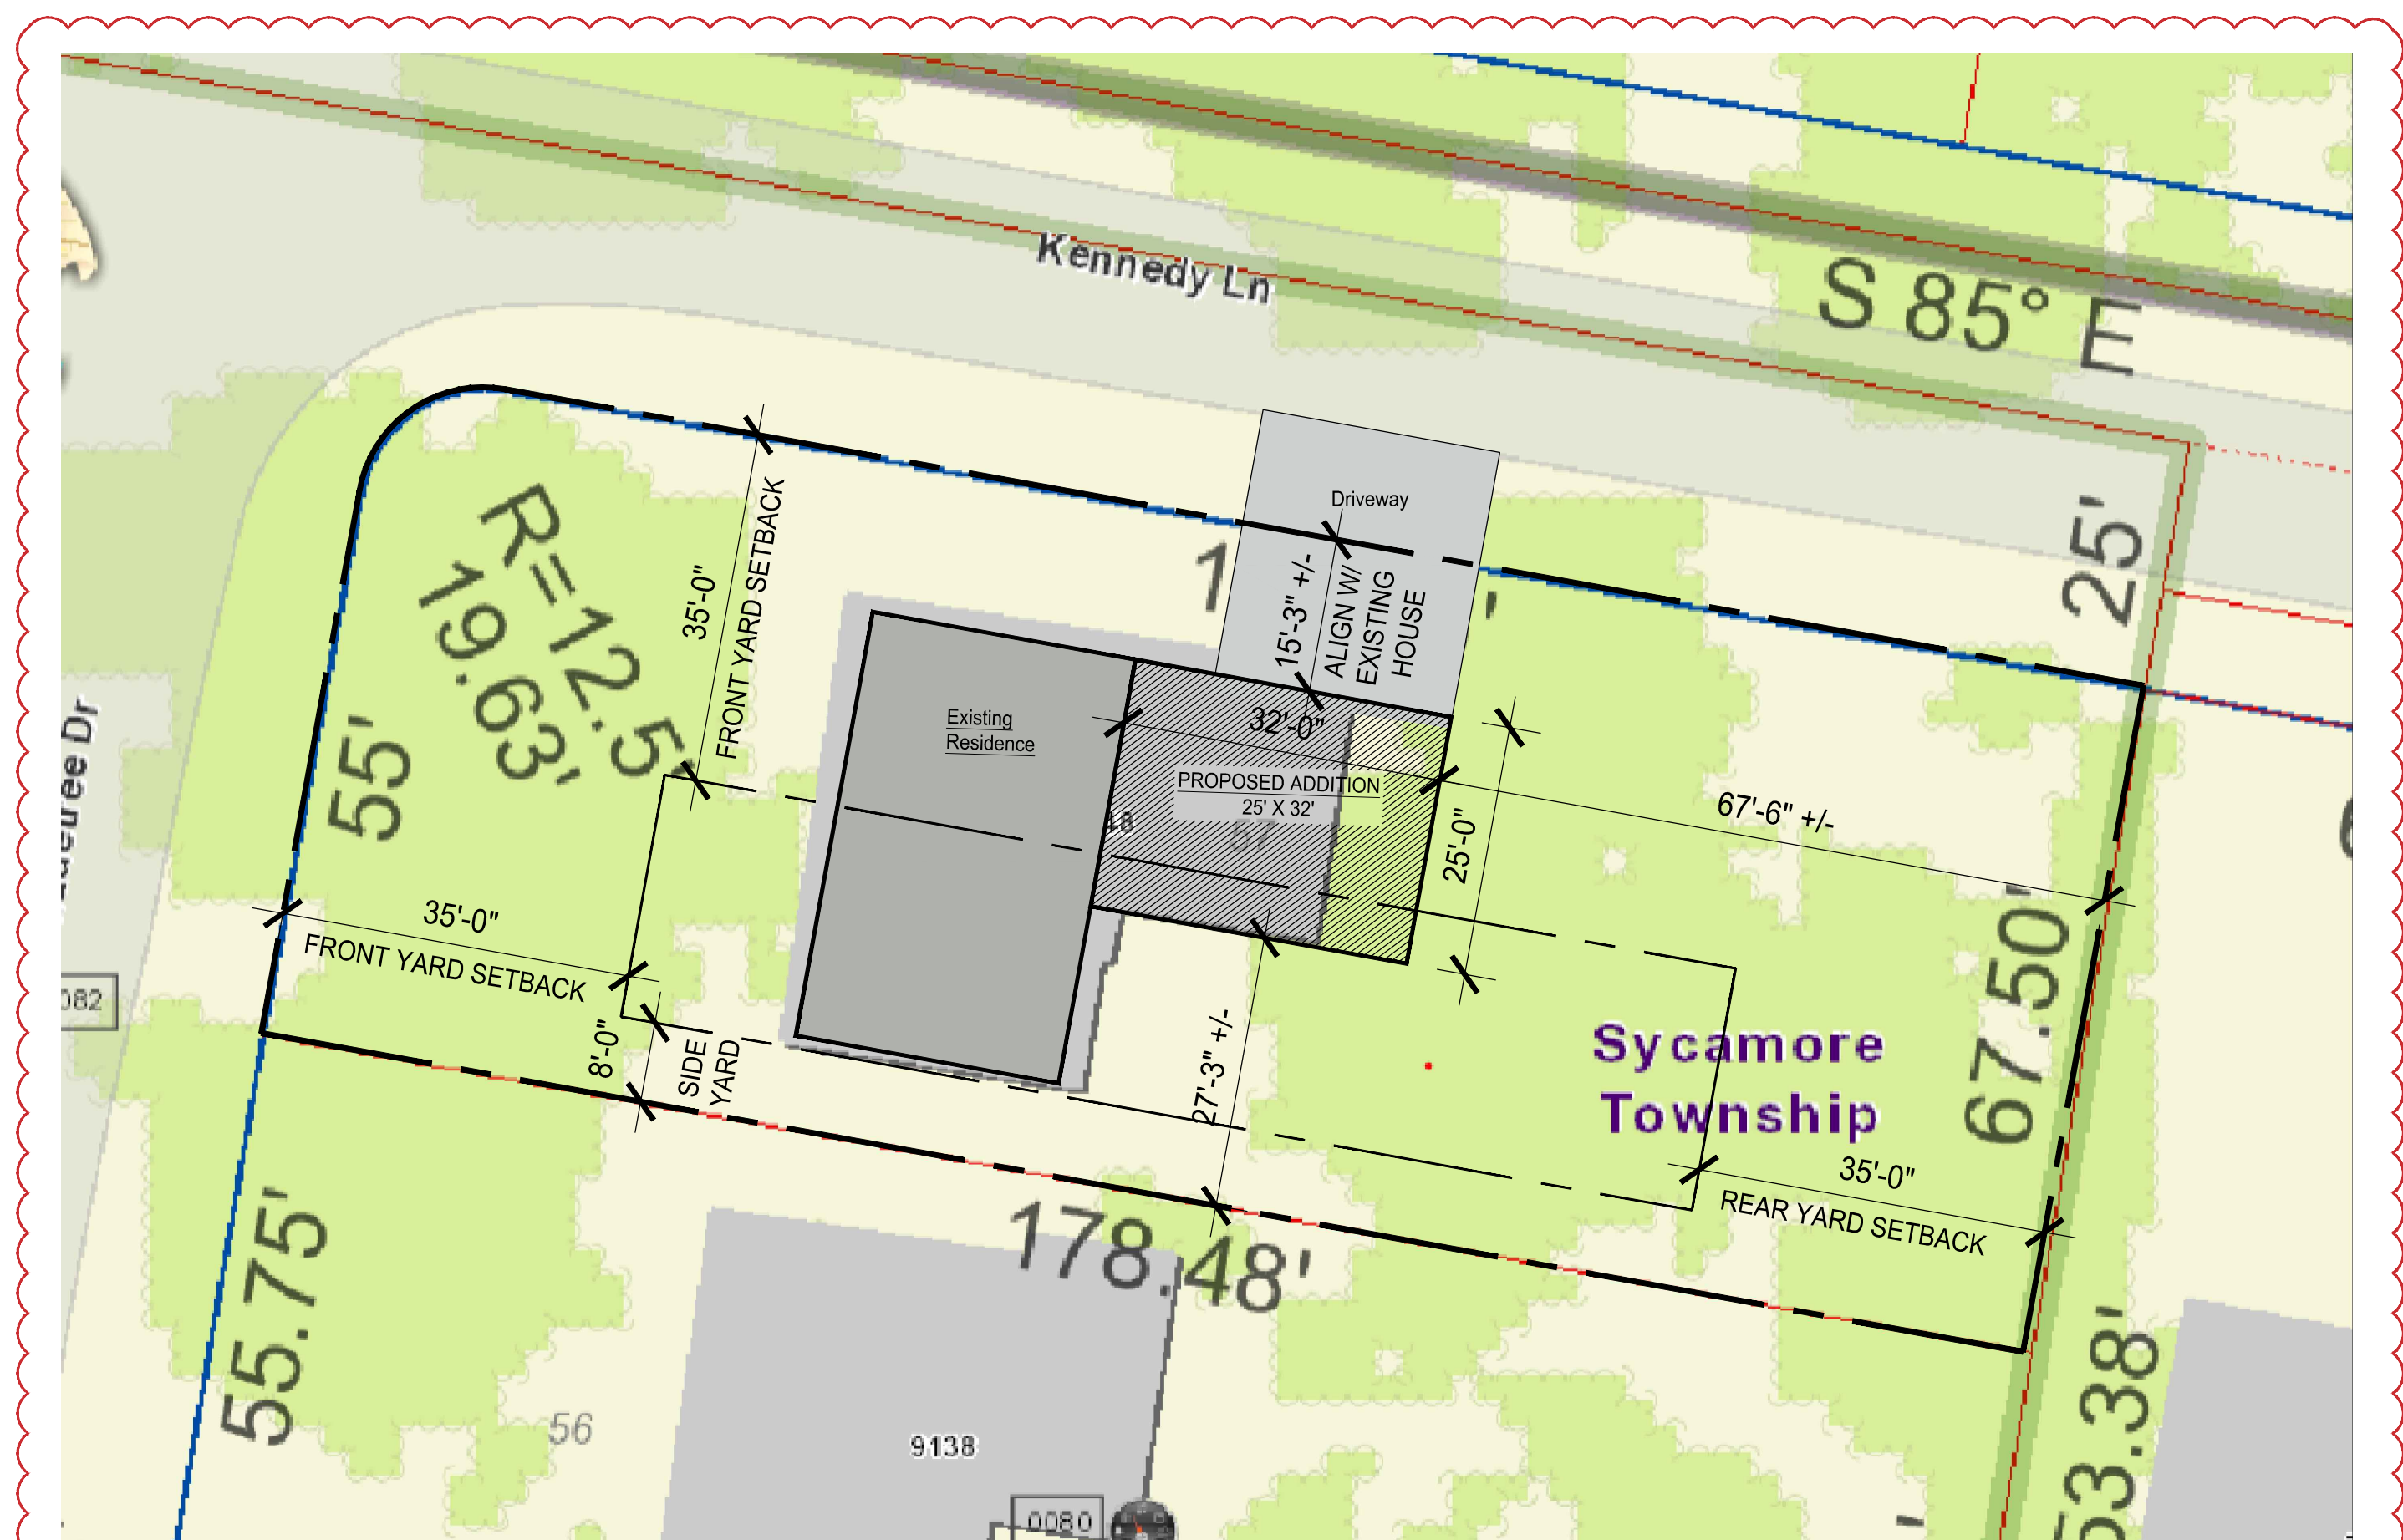 Kennedy Ln
S 85° E
25'
Driveway
R=12.5'
19.63'
35'-0"
FRONT YARD SETBACK
15'-3" +/-
ALIGN W/
EXISTING
HOUSE
55'
Existing
Residence
32'-0"
PROPOSED ADDITION
25' X 32'
57
25'-0"
67'-6" +/-
67.50'
35'-0"
FRONT YARD SETBACK
082
8'-0"
SIDE
YARD
27'-3" +/-
Sycamore
Township
35'-0"
REAR YARD SETBACK
178.48'
55.75'
53.38'
56
9138
0080